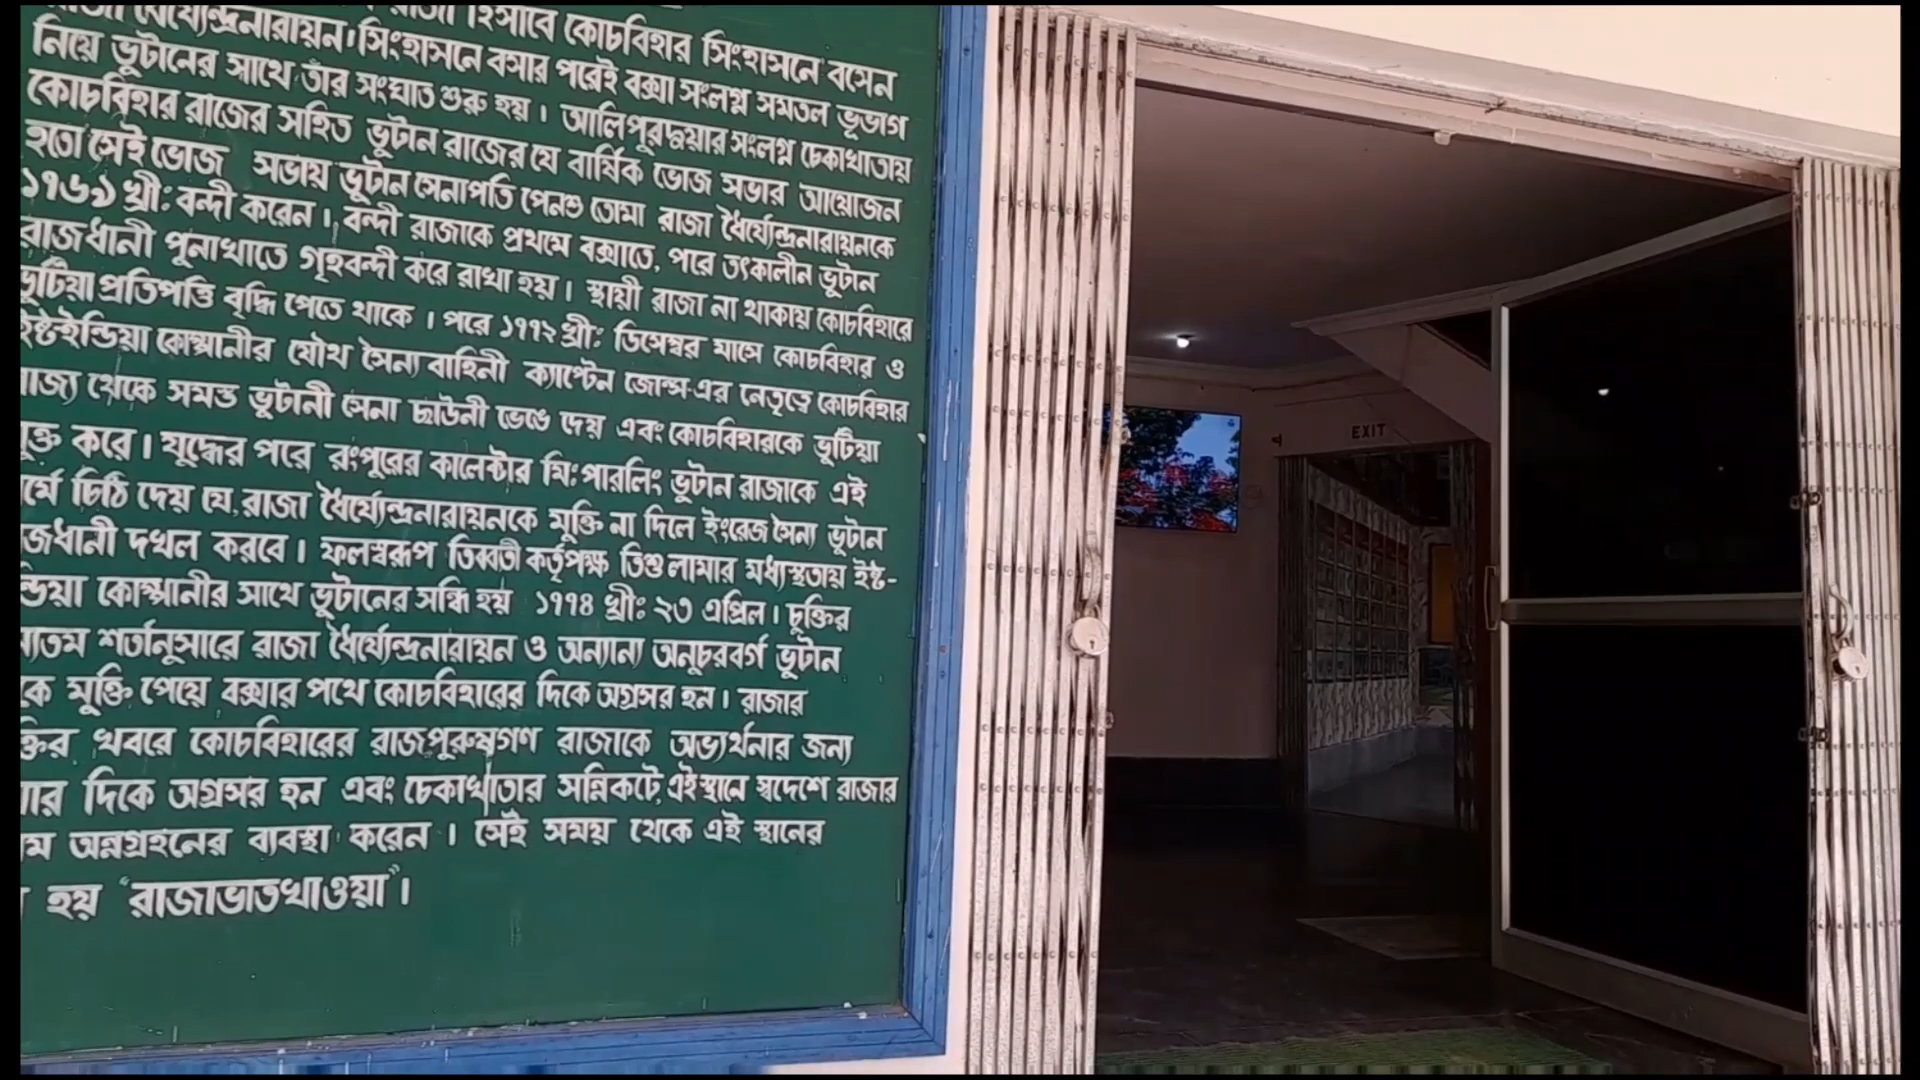 রাজা হিসাবে কোচবিহার সিংহাসনে বসেন
রাজা ধৈর্য্যেন্দ্রনারায়ন। সিংহাসনে বসার পরেই বক্সা সংলগ্ন সমতল ভূভাগ
নিয়ে ভুটানের সাথে তাঁর সংঘাত শুরু হয়। আলিপুরদুয়ার সংলগ্ন চেকাখাতায়
কোচবিহার রাজের সহিত ভুটান রাজের যে বার্ষিক ভোজ সভার আয়োজন
হতো সেই ভোজ সভায় ভুটান সেনাপতি পেনশু তোমা রাজা ধৈর্য্যেন্দ্রনারায়নকে
১৭৬৯ খ্রী: বন্দী করেন। বন্দী রাজাকে প্রথমে বক্সাতে, পরে তৎকালীন ভুটান
রাজধানী পুনাখাতে গৃহবন্দী করে রাখা হয়। স্থায়ী রাজা না থাকায় কোচবিহারে
ভুটিয়া প্রতিপত্তি বৃদ্ধি পেতে থাকে। পরে ১৭৭২ খ্রী: ডিসেম্বর মাসে কোচবিহার ও
ইষ্টইন্ডিয়া কোম্পানীর যৌথ সৈন্যবাহিনী ক্যাপ্টেন জোন্স-এর নেতৃত্বে কোচবিহার
রাজ্য থেকে সমস্ত ভুটানী সেনা ছাউনী ভেঙে দেয় এবং কোচবিহারকে ভুটিয়া
মুক্ত করে। যুদ্ধের পরে রংপুরের কালেক্টার মি: পারলিং ভুটান রাজাকে এই
র্মে চিঠি দেয় যে, রাজা ধৈর্য্যেন্দ্রনারায়নকে মুক্তি না দিলে ইংরেজ সৈন্য ভুটান
জধানী দখল করবে। ফলস্বরূপ তিব্বতী কর্তৃপক্ষ তিশু লামার মধ্যস্থতায় ইষ্ট-
ন্ডিয়া কোম্পানীর সাথে ভুটানের সন্ধি হয় ১৭৭৪ খ্রীঃ ২৩ এপ্রিল। চুক্তির
ন্যতম শর্তানুসারে রাজা ধৈর্য্যেন্দ্রনারায়ন ও অন্যান্য অনুচরবর্গ ভুটান
কে মুক্তি পেয়ে বক্সার পথে কোচবিহারের দিকে অগ্রসর হন। রাজার
ক্তির খবরে কোচবিহারের রাজপুরুষগণ রাজাকে অভ্যর্থনার জন্য
ার দিকে অগ্রসর হন এবং চেকাখাতার সন্নিকটে, এই স্থানে স্বদেশে রাজার
ম অন্নগ্রহনের ব্যবস্থা করেন। সেই সময় থেকে এই স্থানের
হয় "রাজাভাতখাওয়া"।
EXIT